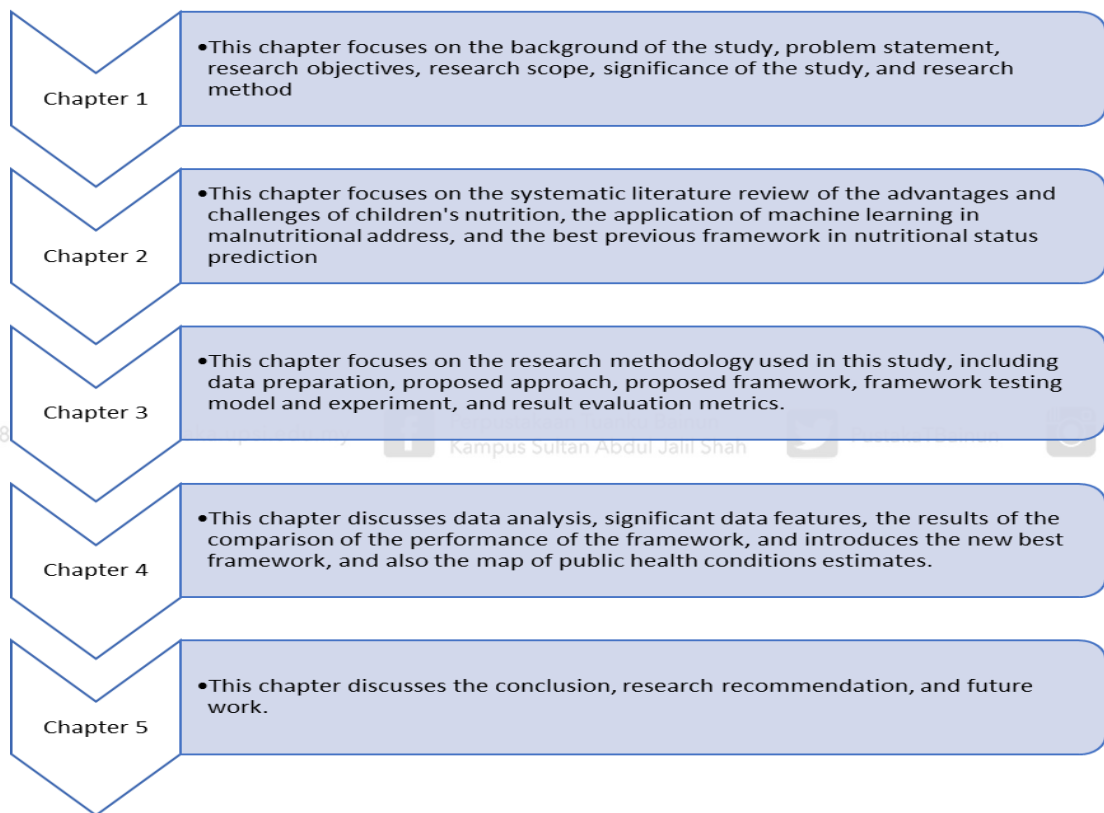 Chapter 1
•This chapter focuses on the background of the study, problem statement,
research objectives, research scope, significance of the study, and research
method
Chapter 2
•This chapter focuses on the systematic literature review of the advantages and
challenges of children's nutrition, the application of machine learning in
malnutritional address, and the best previous framework in nutritional status
prediction
Chapter 3
•This chapter focuses on the research methodology used in this study, including
data preparation, proposed approach, proposed framework, framework testing
model and experiment, and result evaluation metrics.
Kampus Sultan Abdul Jalil Shah
Chapter 4
•This chapter discusses data analysis, significant data features, the results of the
comparison of the performance of the framework, and introduces the new best
framework, and also the map of public health conditions estimates.
Chapter 5
•This chapter discusses the conclusion, research recommendation, and future
work.